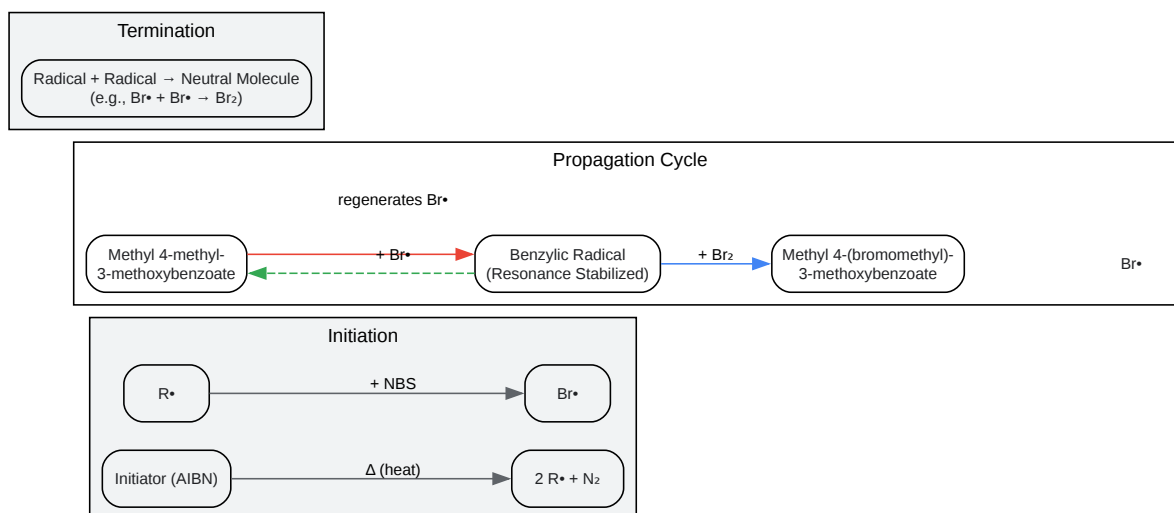 Termination
Radical + Radical → Neutral Molecule
(e.g., Br• + Br• → Br₂)
Propagation Cycle
regenerates Br•
Methyl 4-methyl-
3-methoxybenzoate
+ Br•
Benzylic Radical
(Resonance Stabilized)
+ Br₂
Methyl 4-(bromomethyl)-
3-methoxybenzoate
Br•
Initiation
R•
+ NBS
Br•
Initiator (AIBN)
Δ (heat)
2 R• + N₂